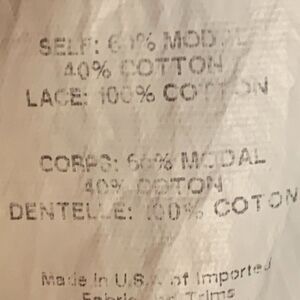 SELF: 60% MODAL
40% COTTON
LACE: 100% COTTON
CORPS: 60% MODAL
40% COTON
DENTELLE: 100% COTON
Made in U.S.A. of Imported
Fabric and Trims